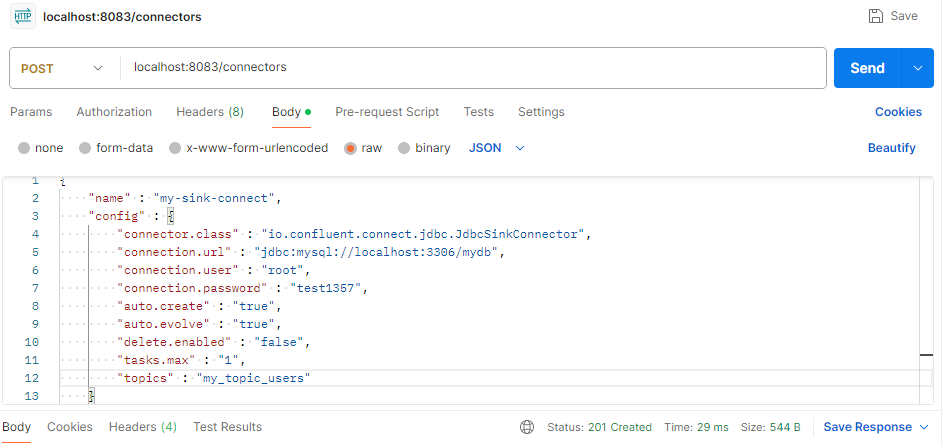 HTTP localhost:8083/connectors Save
POST localhost:8083/connectors Send
Params Authorization Headers (8) Body Pre-request Script Tests Settings Cookies
none form-data x-www-form-urlencoded raw binary JSON Beautify
1 {
2 "name" : "my-sink-connect",
3 "config" : {
4 "connector.class" : "io.confluent.connect.jdbc.JdbcSinkConnector",
5 "connection.url" : "jdbc:mysql://localhost:3306/mydb",
6 "connection.user" : "root",
7 "connection.password" : "test1357",
8 "auto.create" : "true",
9 "auto.evolve" : "true",
10 "delete.enabled" : "false",
11 "tasks.max" : "1",
12 "topics" : "my_topic_users"
13 }
Body Cookies Headers (4) Test Results Status: 201 Created Time: 29 ms Size: 544 B Save Response